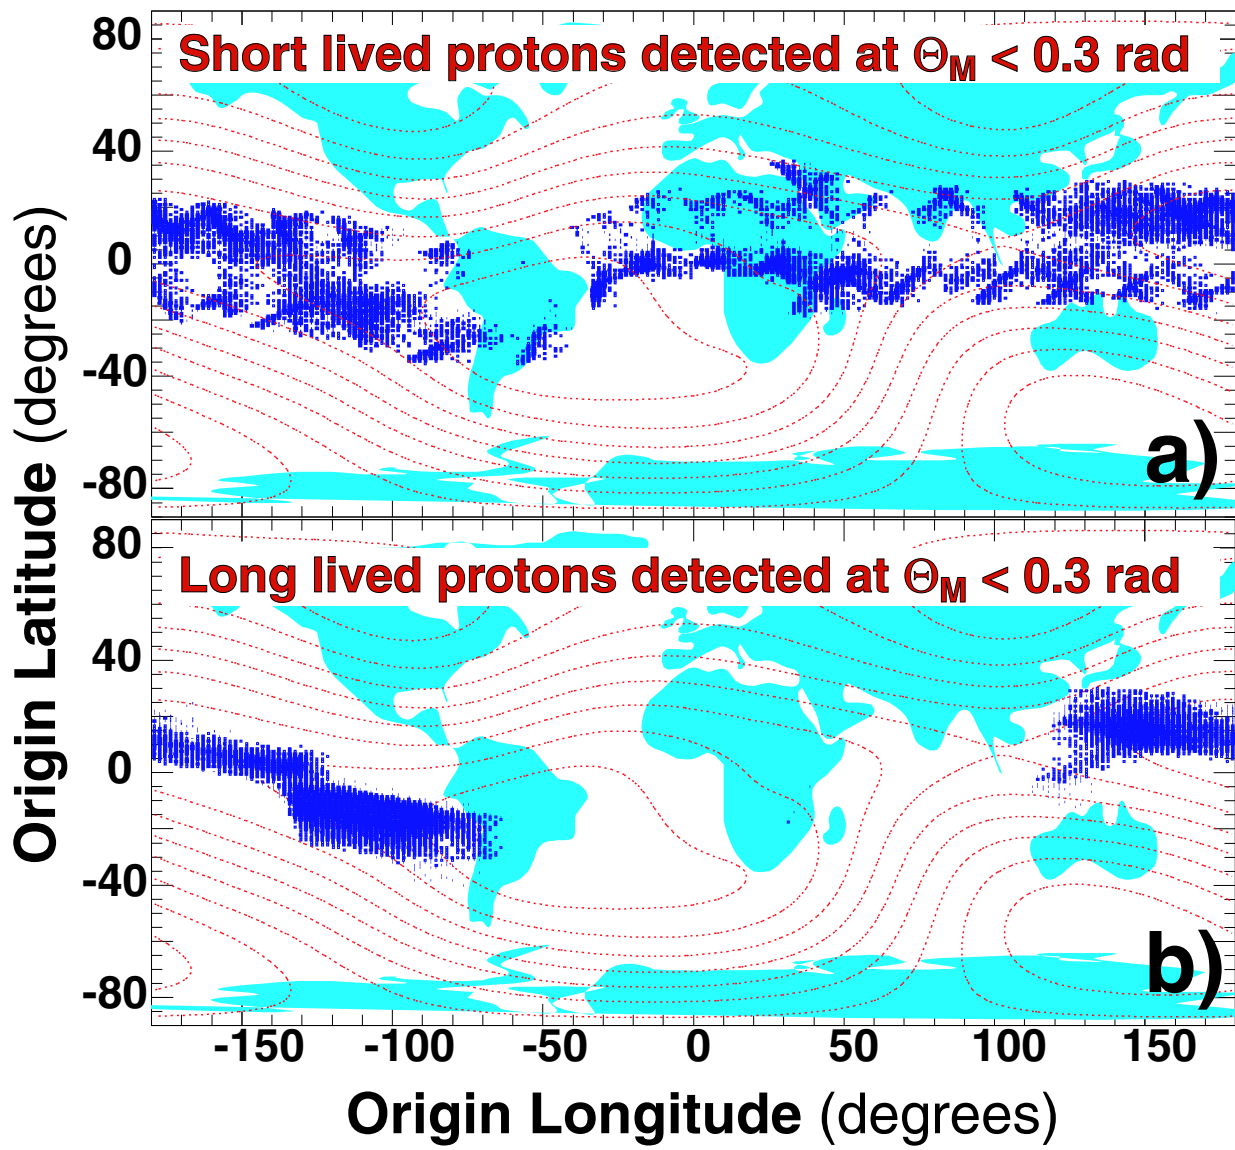 80
Short lived protons detected at Θ_M < 0.3 rad
40
0
-40
-80
a)
80
Long lived protons detected at Θ_M < 0.3 rad
40
0
-40
-80
b)
Origin Latitude (degrees)
-150 -100 -50 0 50 100 150
Origin Longitude (degrees)